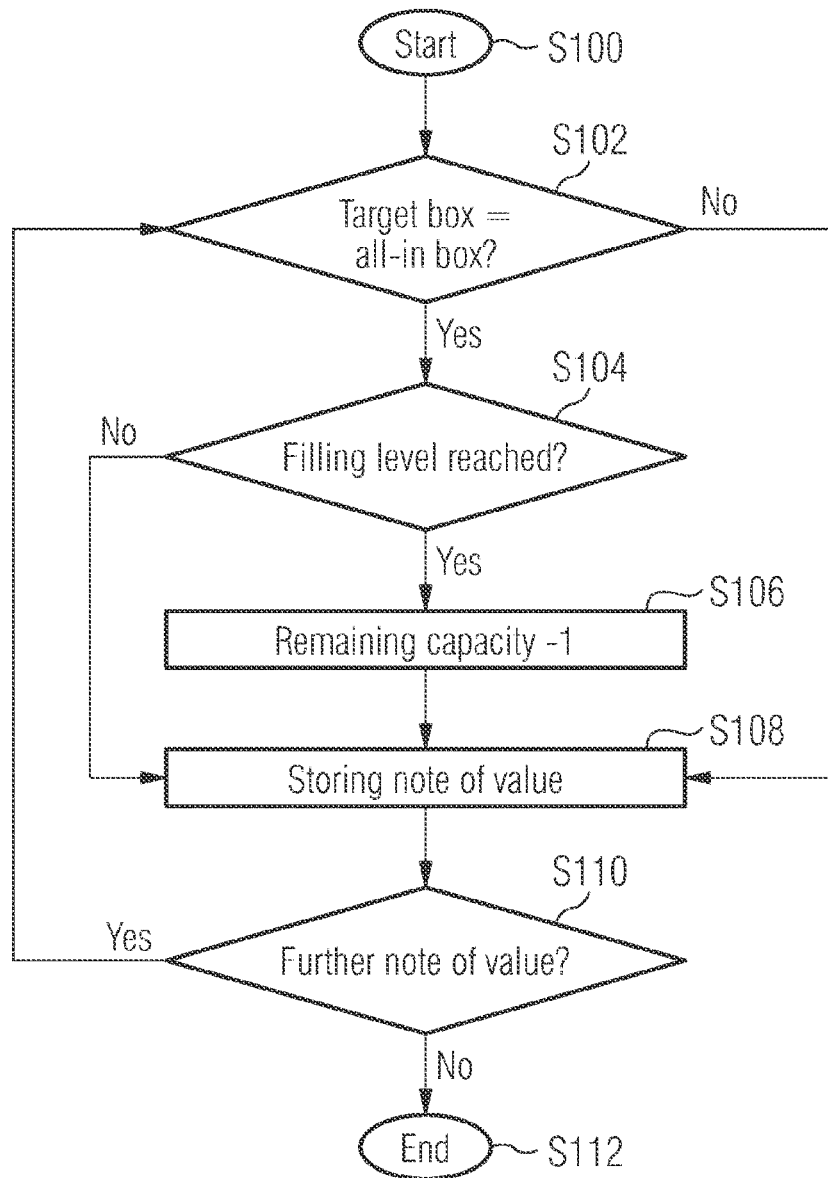 Start
S100
S102
Target box =
all-in box?
No
Yes
S104
No
Filling level reached?
Yes
S106
Remaining capacity -1
S108
Storing note of value
S110
Yes
Further note of value?
No
End
S112